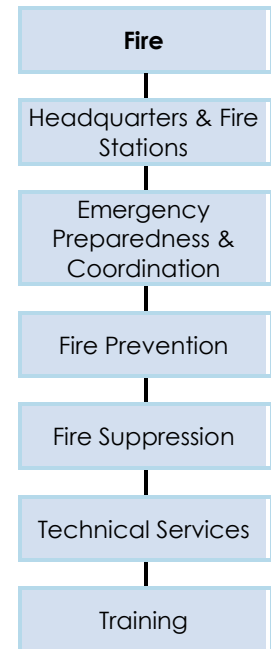 Fire
Headquarters & Fire
Stations
Emergency
Preparedness &
Coordination
Fire Prevention
Fire Suppression
Technical Services
Training